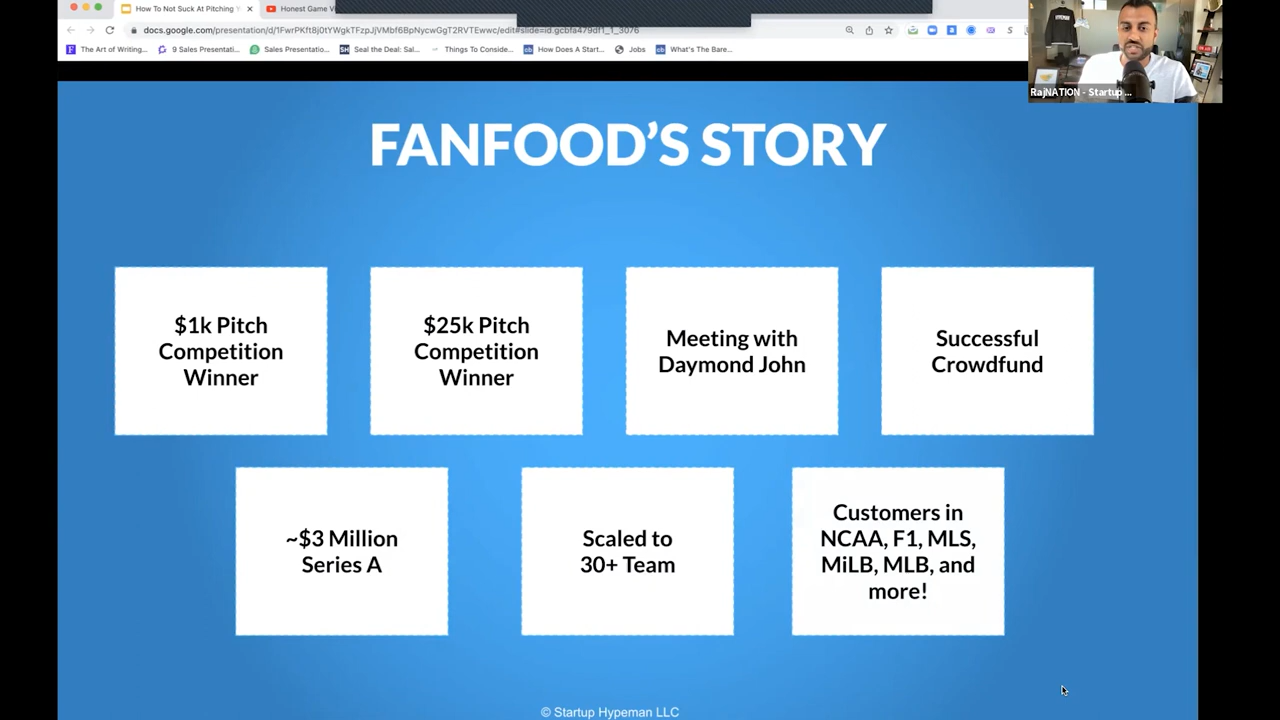 How To Not Suck At Pitching
Honest Game V
docs.google.com/presentation/d/1FwrPKft8j0tYWgkTFzpJjVMbf6BpNycwGgT2RVTEwwc/edit#slide=id.gcbfa479df1_1_3076
The Art of Writing...
9 Sales Presentati...
Sales Presentatio...
Seal the Deal: Sal...
Things To Conside...
How Does A Start...
Jobs
What's The Bare...
RajNATION - Startup ...
FANFOOD'S STORY
$1k Pitch
Competition
Winner
$25k Pitch
Competition
Winner
Meeting with
Daymond John
Successful
Crowdfund
~$3 Million
Series A
Scaled to
30+ Team
Customers in
NCAA, F1, MLS,
MiLB, MLB, and
more!
© Startup Hypeman LLC